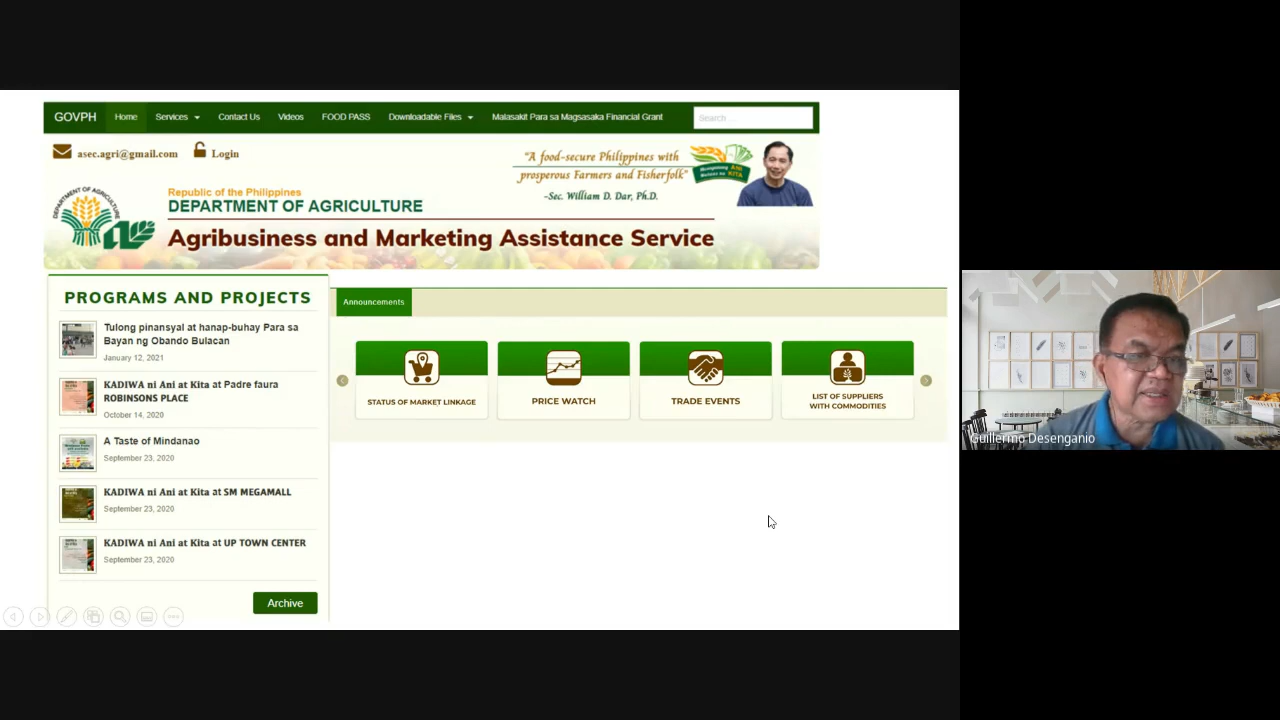 GOVPH Home Services Contact Us Videos FOOD PASS Downloadable Files Malasakit Para sa Magsasaka Financial Grant Search ...
asec.agri@gmail.com Login
"A food-secure Philippines with
prosperous Farmers and Fisherfolk"
-Sec. William D. Dar, Ph.D.
DEPARTMENT OF AGRICULTURE
Republic of the Philippines
DEPARTMENT OF AGRICULTURE
Agribusiness and Marketing Assistance Service
PROGRAMS AND PROJECTS
Tulong pinansyal at hanap-buhay Para sa
Bayan ng Obando Bulacan
January 12, 2021
KADIWA ni Ani at Kita at Padre faura
ROBINSONS PLACE
October 14, 2020
A Taste of Mindanao
September 23, 2020
KADIWA ni Ani at Kita at SM MEGAMALL
September 23, 2020
KADIWA ni Ani at Kita at UP TOWN CENTER
September 23, 2020
Archive
Announcements
STATUS OF MARKET LINKAGE
PRICE WATCH
TRADE EVENTS
LIST OF SUPPLIERS
WITH COMMODITIES
Guillermo Desenganio